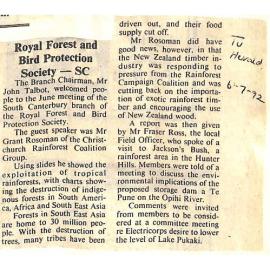 Royal Forest and
Bird Protection
Society — SC
The Branch Chairman, Mr
John Talbot, welcomed peo-
ple to the June meeting of the
South Canterbury branch of
the Royal Forest and Bird
Protection Society.
The guest speaker was Mr
Grant Rosoman of the Christ-
church Rainforest Coalition
Group.
Using slides he showed the
exploitation of tropical
rainforests, with charts show-
ing the destruction of indige-
nous forests in South Ameri-
ca, Africa and South East Asia
Forests in South East Asia
are home to 30 million peo-
ple. With the destruction of
trees, many tribes have been
driven out, and their food
supply cut off.
Mr Rosoman did have
good news, however, in that
the New Zealand timber in-
dustry was responding to
pressure from the Rainforest
Campaign Coalition and was
cutting back on the importa-
tion of exotic rainforest tim-
ber and encouraging the use
of New Zealand wood.
A report was then given
by Mr Fraser Ross, the local
Field Officer, who spoke of a
visit to Jackson's Bush, a
rainforest area in the Hunter
Hills. Members were told of a
meeting to discuss the envi-
ronmental implications of the
proposed storage dam a Te
Pune on the Opihi River.
Comments were invited
from members to be consid-
ered at a committee meeting
re Electricorps desire to lower
the level of Lake Pukaki.
Tu
Herald
6-7-92